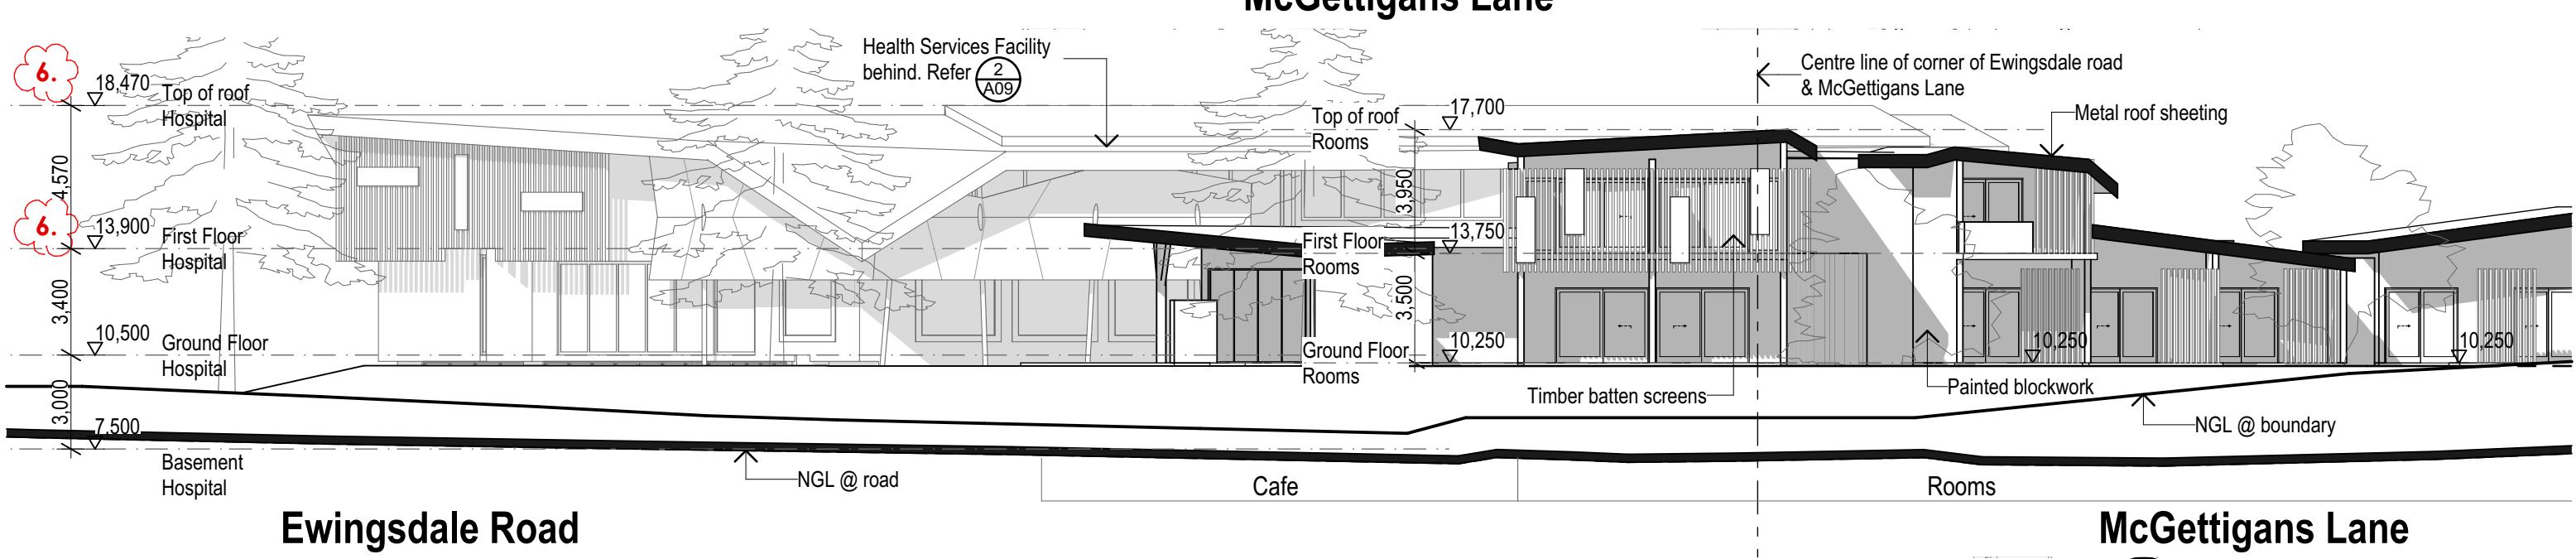 McGettigans Lane
6.
18,470
Top of roof
Hospital
4,570
6.
13,900
First Floor
Hospital
3,400
10,500
Ground Floor
Hospital
3,000
7,500
Basement
Hospital
Health Services Facility
behind. Refer
2
A09
Top of roof
Rooms
17,700
3,950
First Floor
Rooms
13,750
3,500
Ground Floor
Rooms
10,250
Centre line of corner of Ewingsdale road
& McGettigans Lane
Metal roof sheeting
10,250
10,250
Timber batten screens
Painted blockwork
NGL @ boundary
NGL @ road
Cafe
Rooms
Ewingsdale Road
McGettigans Lane